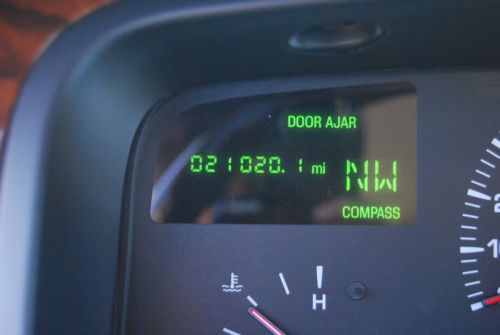 DOOR AJAR
021020.1 mi
NW
COMPASS
H